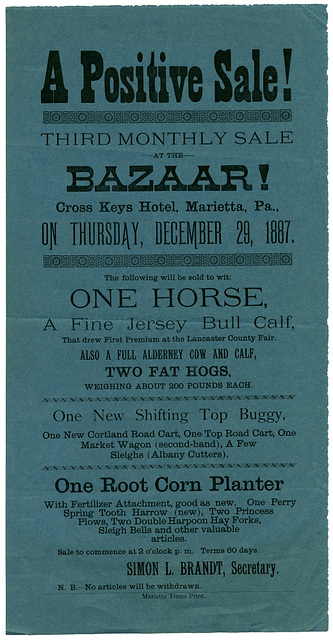 A Positive Sale!
THIRD MONTHLY SALE
AT THE
BAZAAR!
Cross Keys Hotel, Marietta, Pa.,
ON THURSDAY, DECEMBER 29, 1887.
The following will be sold to wit:
ONE HORSE,
A Fine Jersey Bull Calf,
That drew First Premium at the Lancaster County Fair.
ALSO A FULL ALDERNEY COW AND CALF,
TWO FAT HOGS,
WEIGHING ABOUT 200 POUNDS EACH.
One New Shifting Top Buggy,
One New Cortland Road Cart, One Top Road Cart, One
Market Wagon (second-hand), A Few
Sleighs (Albany Cutters).
One Root Corn Planter
With Fertilizer Attachment, good as new. One Perry
Spring Tooth Harrow (new), Two Princess
Plows, Two Double Harpoon Hay Forks,
Sleigh Bells and other valuable
articles.
Sale to commence at 2 o'clock p. m. Terms 60 days.
SIMON L. BRANDT, Secretary.
N. B.—No articles will be withdrawn.
Marietta Times Print.